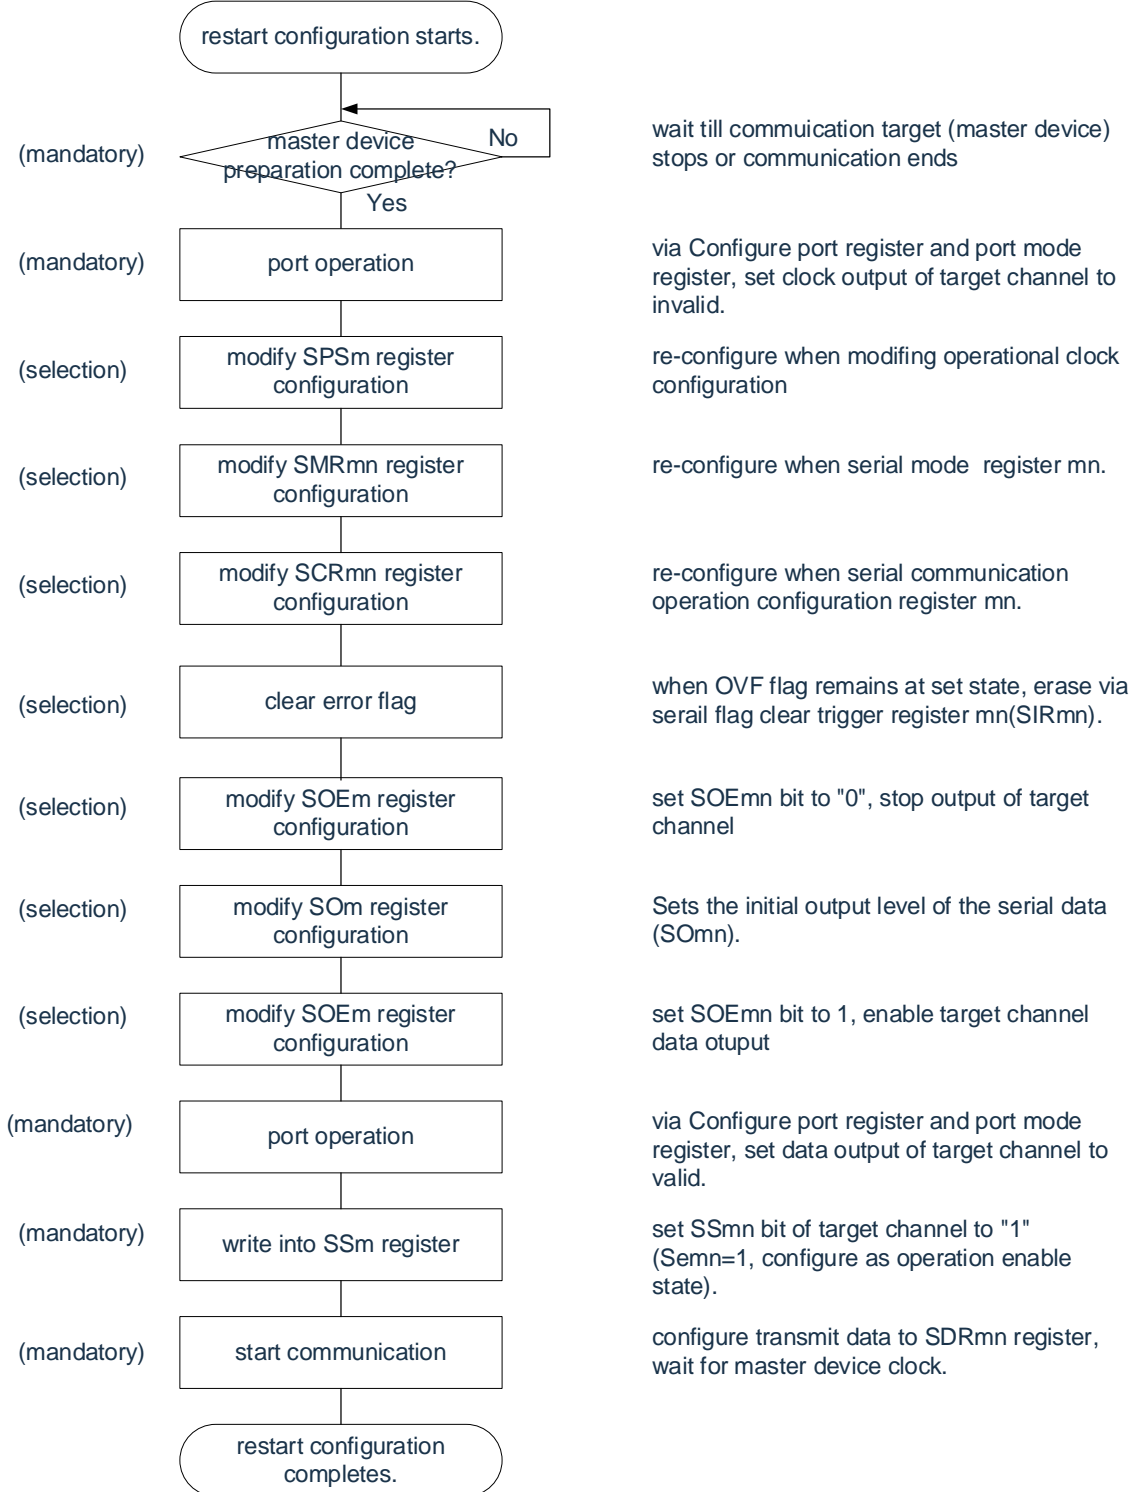 restart configuration starts.
(mandatory)
master device
preparation complete?
No
Yes
wait till commuication target (master device)
stops or communication ends
(mandatory)
port operation
via Configure port register and port mode
register, set clock output of target channel to
invalid.
(selection)
modify SPSm register
configuration
re-configure when modifing operational clock
configuration
(selection)
modify SMRmn register
configuration
re-configure when serial mode  register mn.
(selection)
modify SCRmn register
configuration
re-configure when serial communication
operation configuration register mn.
(selection)
clear error flag
when OVF flag remains at set state, erase via
serail flag clear trigger register mn(SIRmn).
(selection)
modify SOEm register
configuration
set SOEmn bit to "0", stop output of target
channel
(selection)
modify SOm register
configuration
Sets the initial output level of the serial data
(SOmn).
(selection)
modify SOEm register
configuration
set SOEmn bit to 1, enable target channel
data otuput
(mandatory)
port operation
via Configure port register and port mode
register, set data output of target channel to
valid.
(mandatory)
write into SSm register
set SSmn bit of target channel to "1"
(Semn=1, configure as operation enable
state).
(mandatory)
start communication
configure transmit data to SDRmn register,
wait for master device clock.
restart configuration
completes.